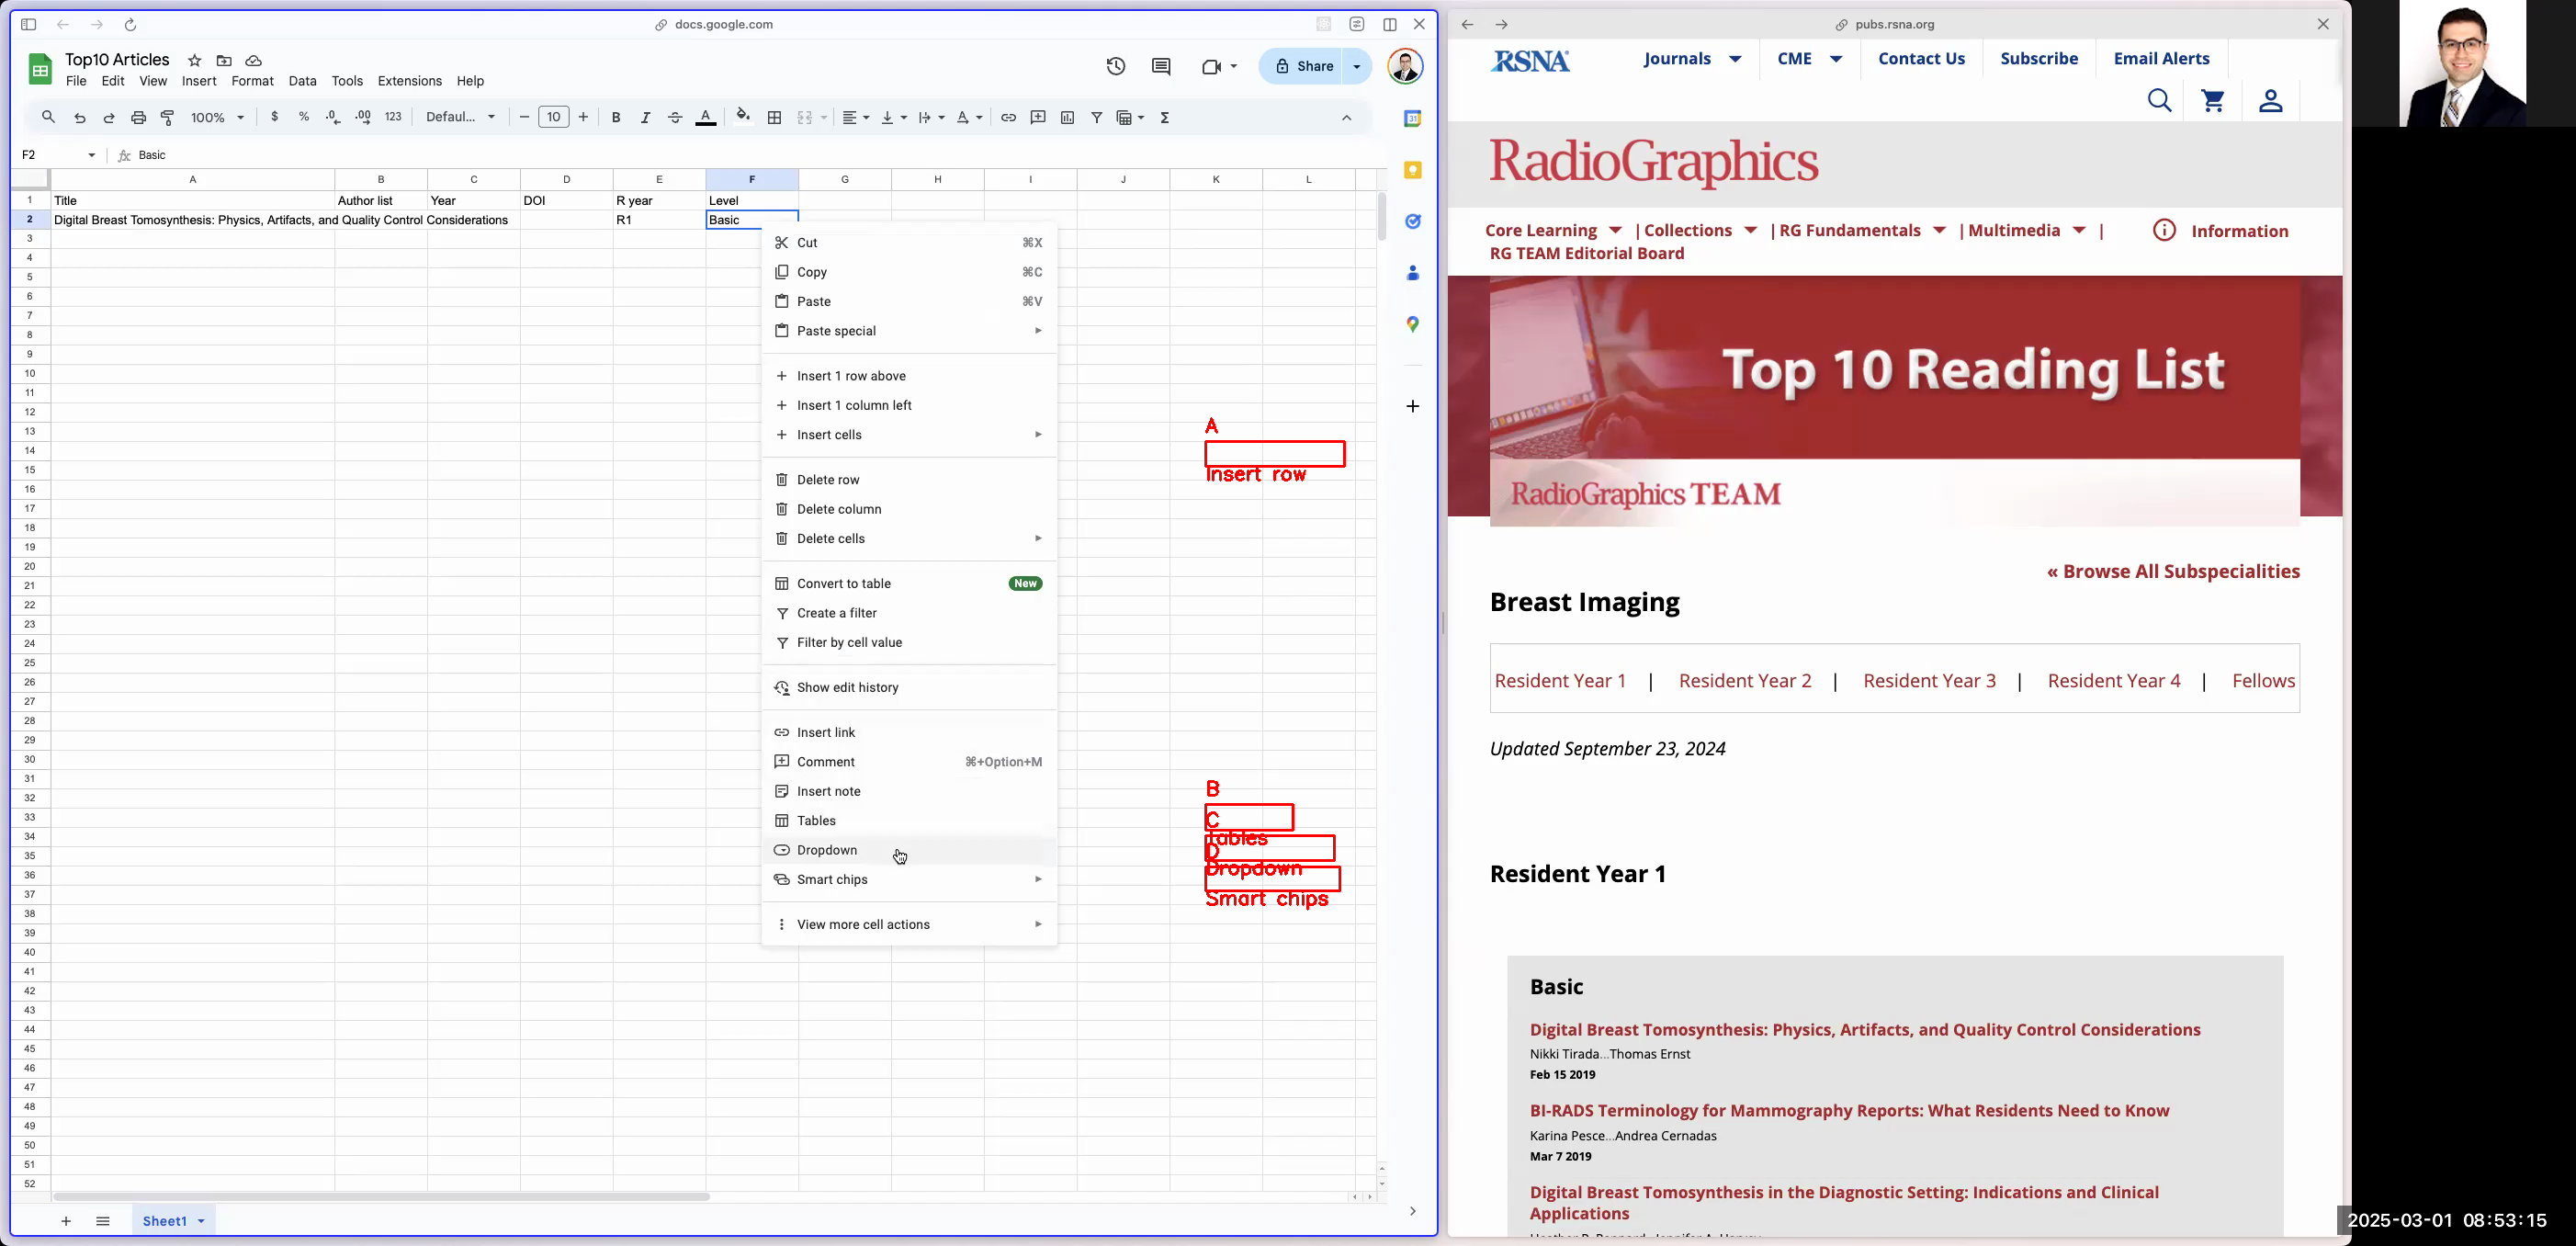 docs.google.com
Top10 Articles
File Edit View Insert Format Data Tools Extensions Help
Share
100% $ % .0 .00 123 Defaul... 10 B I A
F2 fx Basic
A B C D E F G H I J K L
1 Title Author list Year DOI R year Level
2 Digital Breast Tomosynthesis: Physics, Artifacts, and Quality Control Considerations R1 Basic
3
4
5
6
7
8
9
10
11
12
13
14
15
16
17
18
19
20
21
22
23
24
25
26
27
28
29
30
31
32
33
34
35
36
37
38
39
40
41
42
43
44
45
46
47
48
49
50
51
52
Cut ⌘X
Copy ⌘C
Paste ⌘V
Paste special
Insert 1 row above
Insert 1 column left
Insert cells
Delete row
Delete column
Delete cells
Convert to table New
Create a filter
Filter by cell value
Show edit history
Insert link
Comment ⌘+Option+M
Insert note
Tables
Dropdown
Smart chips
View more cell actions
A
Insert row
B
C
Tables
D
Dropdown
Smart chips
Sheet1
pubs.rsna.org
RSNA Journals CME Contact Us Subscribe Email Alerts
RadioGraphics
Core Learning | Collections | RG Fundamentals | Multimedia | Information
RG TEAM Editorial Board
Top 10 Reading List
RadioGraphics TEAM
« Browse All Subspecialities
Breast Imaging
Resident Year 1 | Resident Year 2 | Resident Year 3 | Resident Year 4 | Fellows
Updated September 23, 2024
Resident Year 1
Basic
Digital Breast Tomosynthesis: Physics, Artifacts, and Quality Control Considerations
Nikki Tirada...Thomas Ernst
Feb 15 2019
BI-RADS Terminology for Mammography Reports: What Residents Need to Know
Karina Pesce...Andrea Cernadas
Mar 7 2019
Digital Breast Tomosynthesis in the Diagnostic Setting: Indications and Clinical
Applications
2025-03-01 08:53:15